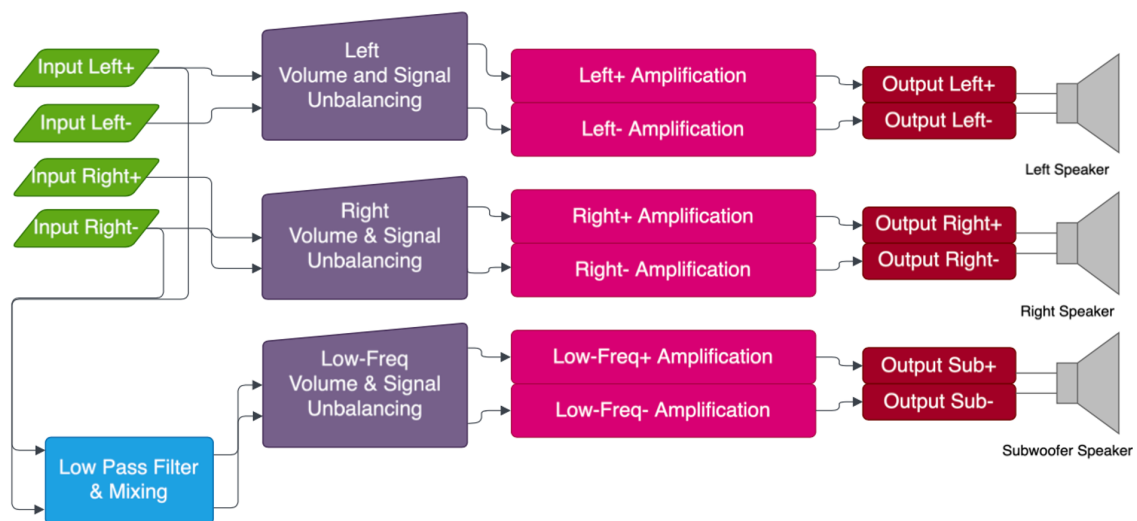 Input Left+
Input Left-
Input Right+
Input Right-
Left
Volume and Signal
Unbalancing
Left+ Amplification
Left- Amplification
Output Left+
Output Left-
Left Speaker
Right
Volume & Signal
Unbalancing
Right+ Amplification
Right- Amplification
Output Right+
Output Right-
Right Speaker
Low Pass Filter
& Mixing
Low-Freq
Volume & Signal
Unbalancing
Low-Freq+ Amplification
Low-Freq- Amplification
Output Sub+
Output Sub-
Subwoofer Speaker